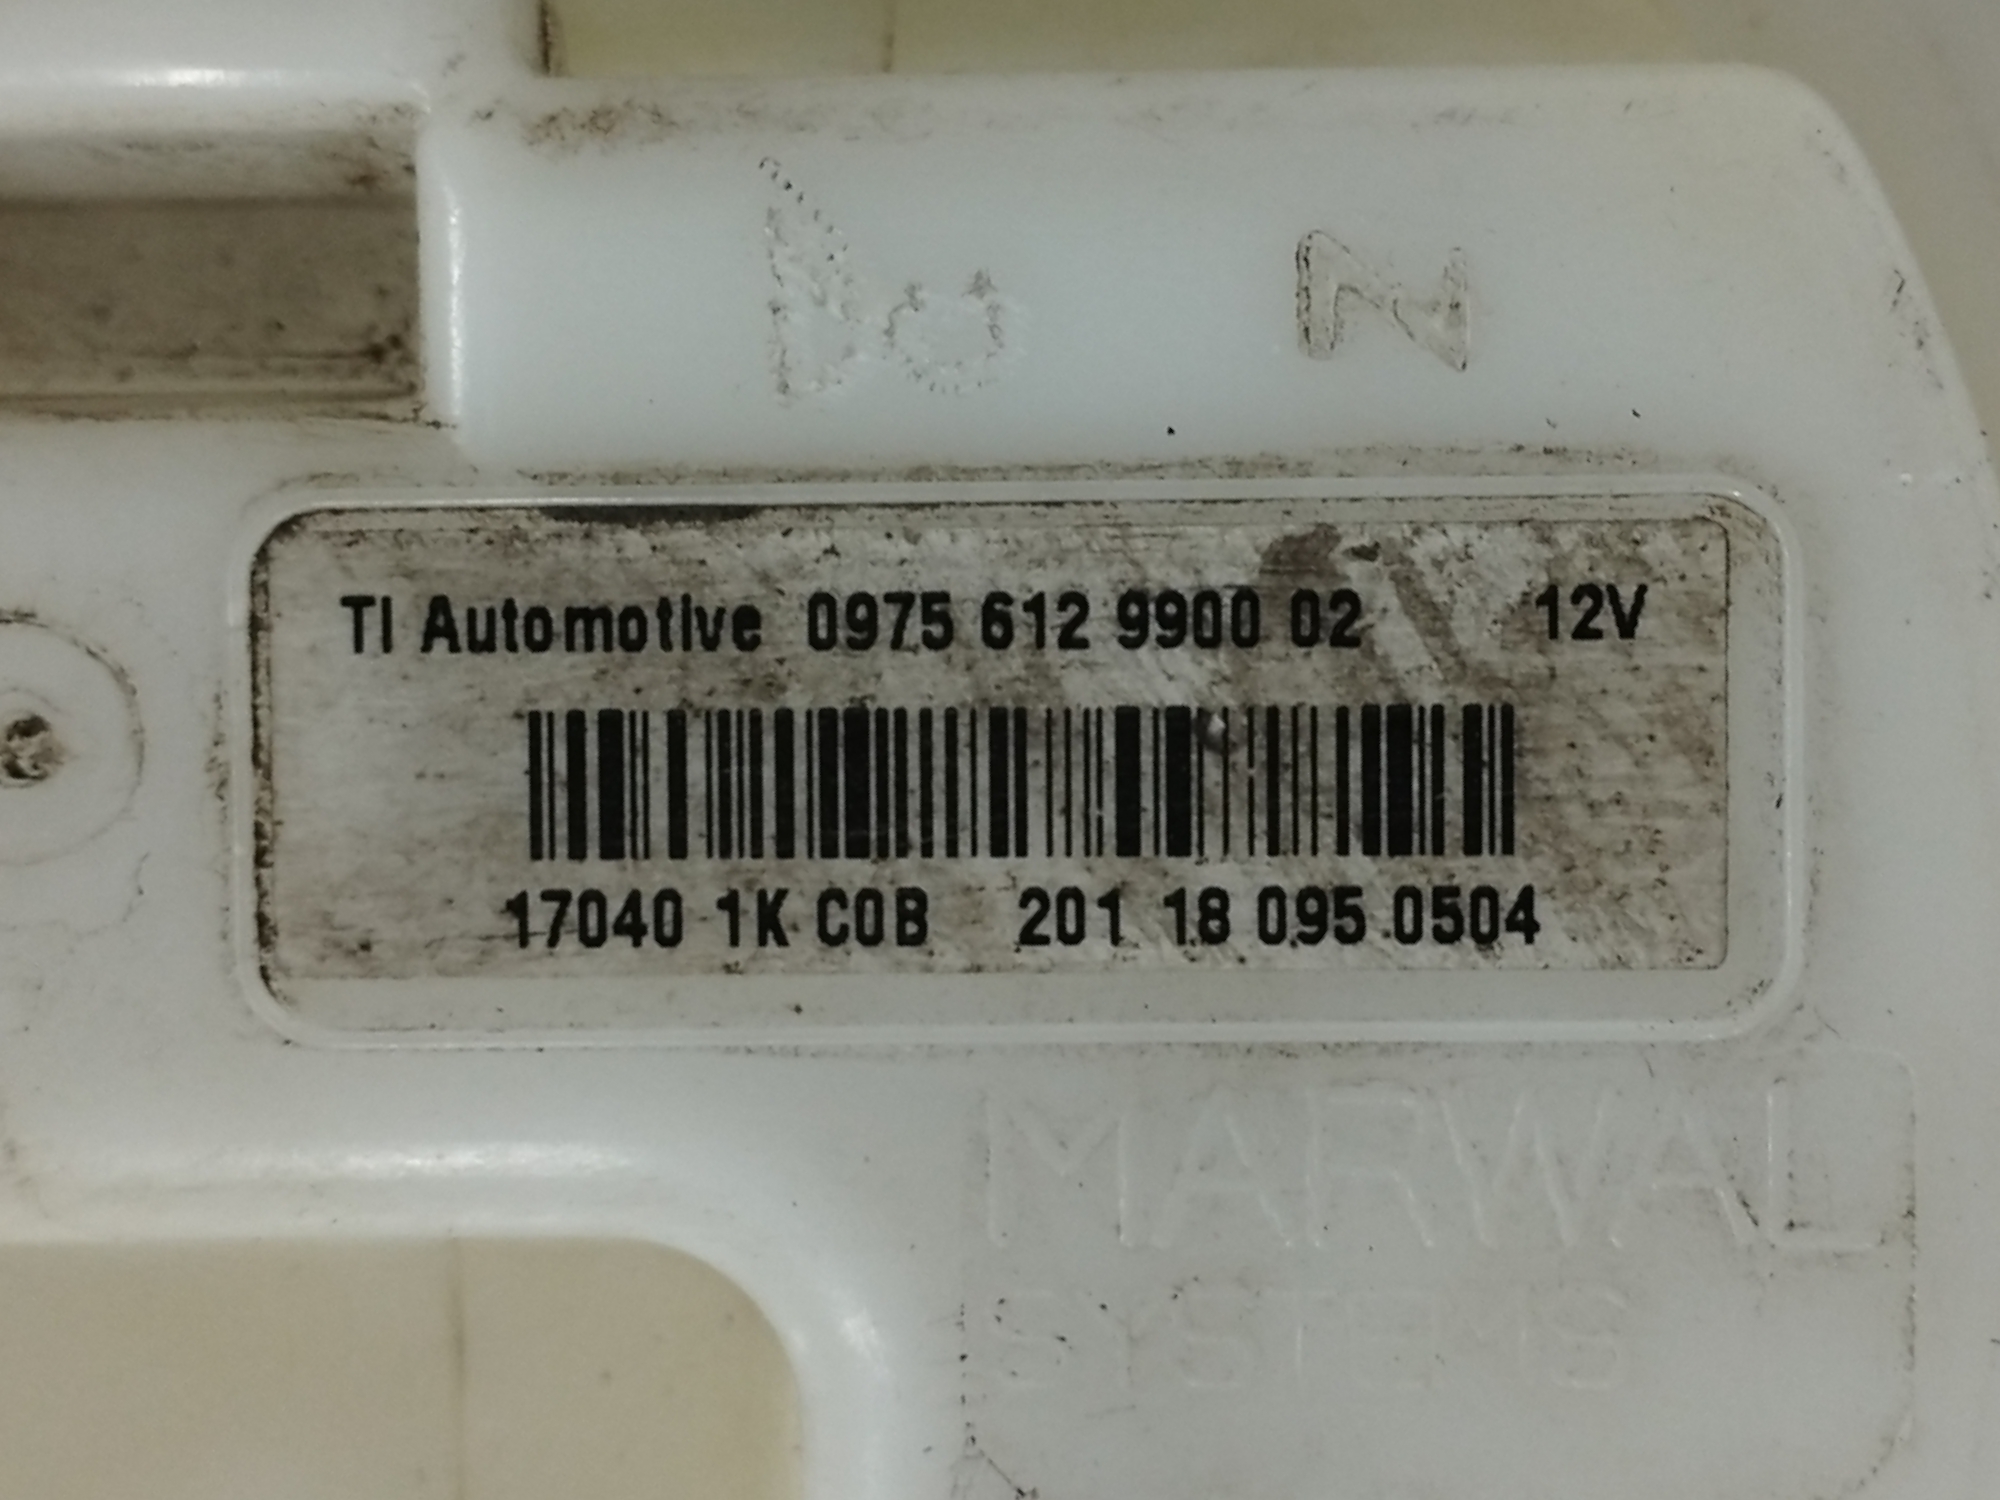 Z
TI Automotive 0975 612 9900 02 12V
17040 1K C0B 201 18 095 0504
MARWAL
SYSTEMS